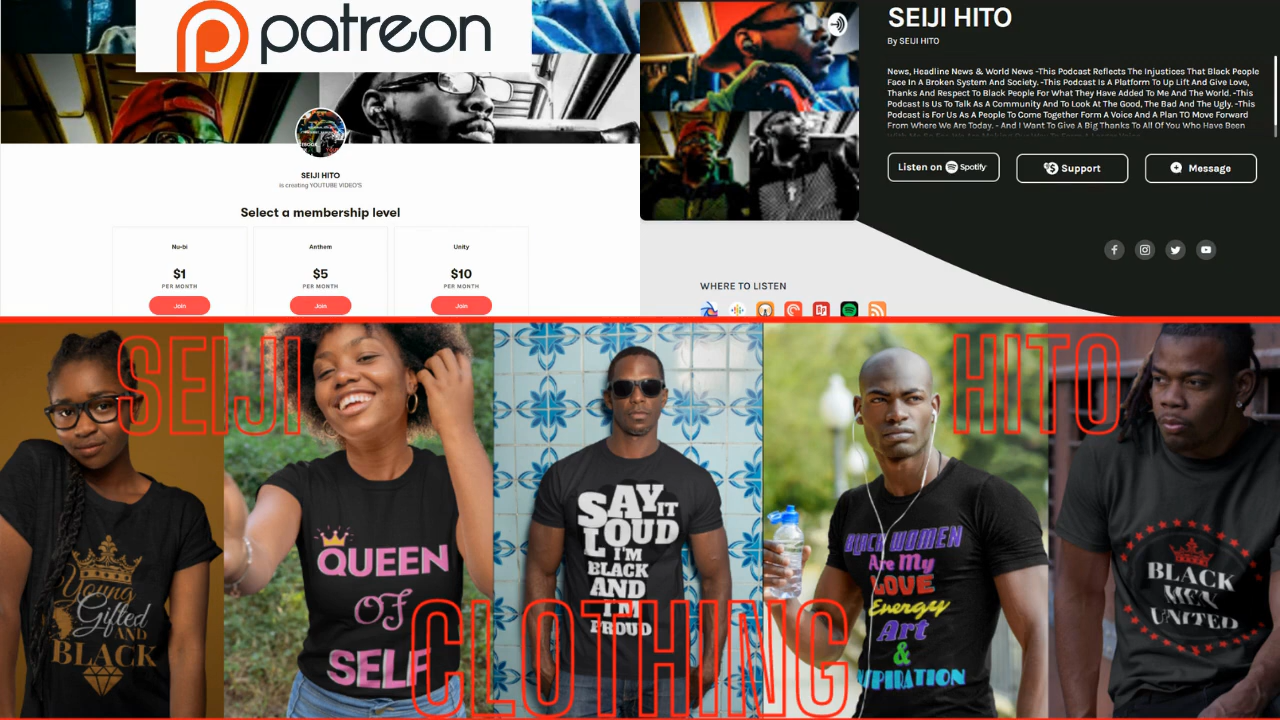 patreon
SEIJI HITO
is creating YOUTUBE VIDEO'S
Select a membership level
Nu-bi
$1
PER MONTH
Join
Anthem
$5
PER MONTH
Join
Unity
$10
PER MONTH
Join
SEIJI HITO
By SEIJI HITO
News, Headline News & World News -This Podcast Reflects The Injustices That Black People
Face In A Broken System And Society. -This Podcast Is A Platform To Up Lift And Give Love,
Thanks And Respect To Black People For What They Have Added To Me And The World. -This
Podcast Is Us To Talk As A Community And To Look At The Good, The Bad And The Ugly. -This
Podcast is For Us As A People To Come Together Form A Voice And A Plan TO Move Forward
From Where We Are Today. - And I Want To Give A Big Thanks To All Of You Who Have Been
Listen on Spotify
Support
Message
WHERE TO LISTEN
SEIJI
HITO
CLOTHING
Young
Gifted
AND
BLACK
QUEEN
OF
SELF
SAY IT
LOUD
I'M
BLACK
AND
I'M
PROUD
BLACK WOMEN
Are My
LOVE
Energy
Art
&
INSPIRATION
BLACK
MEN
UNITED